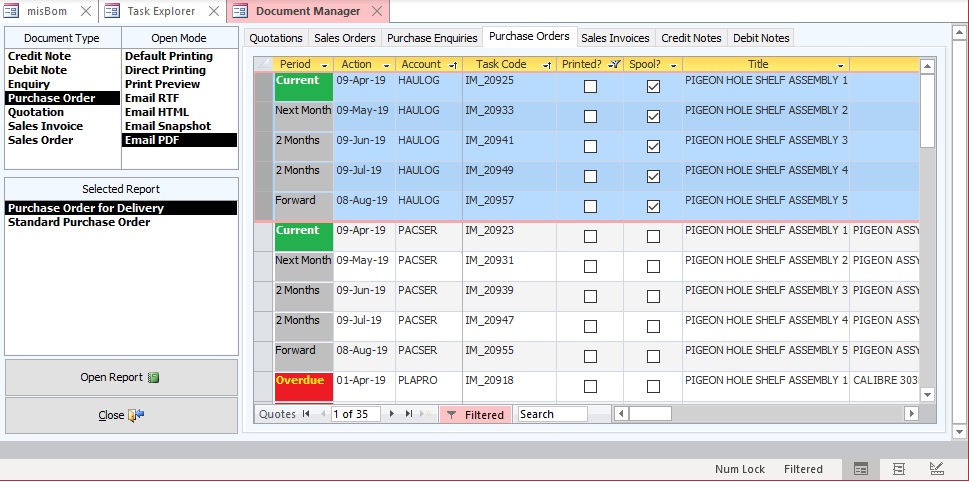 misBom Task Explorer Document Manager
Document Type Open Mode
Credit Note
Debit Note
Enquiry
Purchase Order
Quotation
Sales Invoice
Sales Order
Default Printing
Direct Printing
Print Preview
Email RTF
Email HTML
Email Snapshot
Email PDF
Selected Report
Purchase Order for Delivery
Standard Purchase Order
Open Report
Close
Quotations Sales Orders Purchase Enquiries Purchase Orders Sales Invoices Credit Notes Debit Notes
Period Action Account Task Code Printed? Spool? Title
Current 09-Apr-19 HAULOG IM_20925 PIGEON HOLE SHELF ASSEMBLY 1
Next Month 09-May-19 HAULOG IM_20933 PIGEON HOLE SHELF ASSEMBLY 2
2 Months 09-Jun-19 HAULOG IM_20941 PIGEON HOLE SHELF ASSEMBLY 3
2 Months 09-Jul-19 HAULOG IM_20949 PIGEON HOLE SHELF ASSEMBLY 4
Forward 08-Aug-19 HAULOG IM_20957 PIGEON HOLE SHELF ASSEMBLY 5
Current 09-Apr-19 PACSER IM_20923 PIGEON HOLE SHELF ASSEMBLY 1 PIGEON ASSY
Next Month 09-May-19 PACSER IM_20931 PIGEON HOLE SHELF ASSEMBLY 2 PIGEON ASSY
2 Months 09-Jun-19 PACSER IM_20939 PIGEON HOLE SHELF ASSEMBLY 3 PIGEON ASSY
2 Months 09-Jul-19 PACSER IM_20947 PIGEON HOLE SHELF ASSEMBLY 4 PIGEON ASSY
Forward 08-Aug-19 PACSER IM_20955 PIGEON HOLE SHELF ASSEMBLY 5 PIGEON ASSY
Overdue 01-Apr-19 PLAPRO IM_20918 PIGEON HOLE SHELF ASSEMBLY 1 CALIBRE 303
Quotes 1 of 35 Filtered Search
Num Lock Filtered